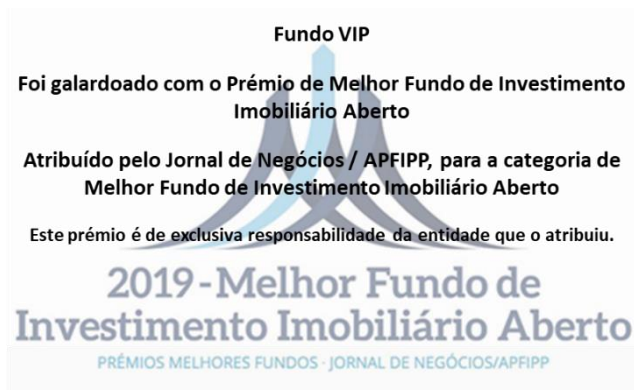 Fundo VIP
Foi galardoado com o Prémio de Melhor Fundo de Investimento
Imobiliário Aberto
Atribuído pelo Jornal de Negócios / APFIPP, para a categoria de
Melhor Fundo de Investimento Imobiliário Aberto
Este prémio é de exclusiva responsabilidade da entidade que o atribuiu.
2019-Melhor Fundo de
Investimento Imobiliário Aberto
PRÉMIOS MELHORES FUNDOS · JORNAL DE NEGÓCIOS/APFIPP